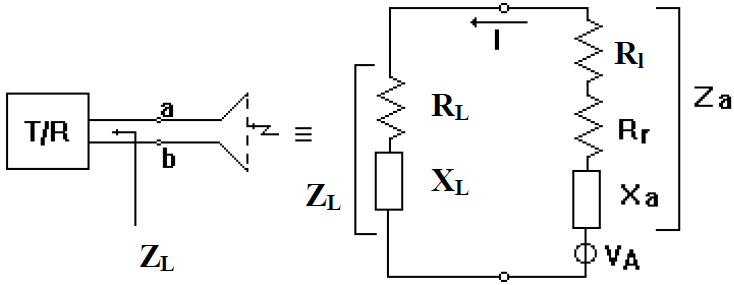 T/R
a
b
Z_L
≡
I
R_L
X_L
Z_L
R_l
R_r
X_a
V_A
Z_a